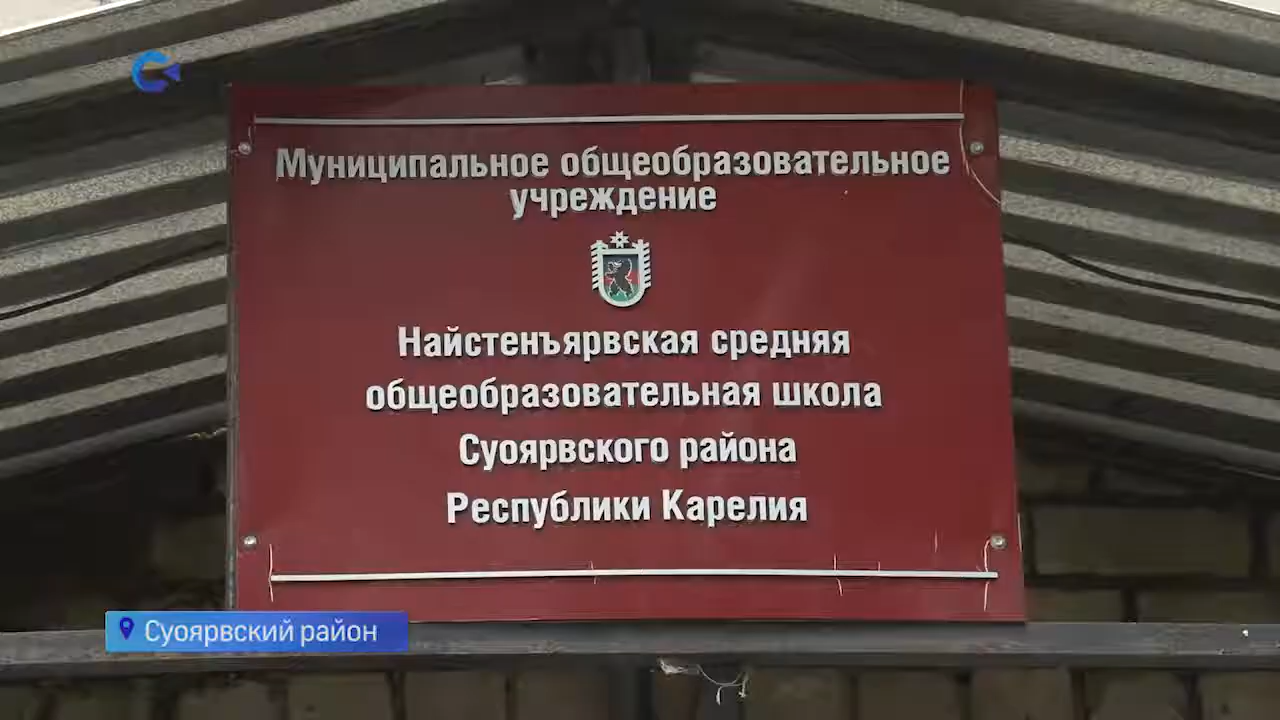 Муниципальное общеобразовательное
учреждение
Найстенъярвская средняя
общеобразовательная школа
Суоярвского района
Республики Карелия
Суоярвский район